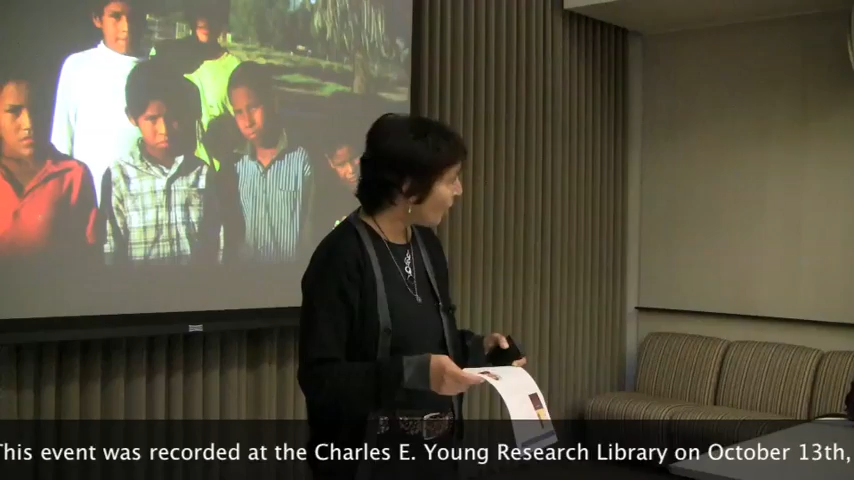 This event was recorded at the Charles E. Young Research Library on October 13th,